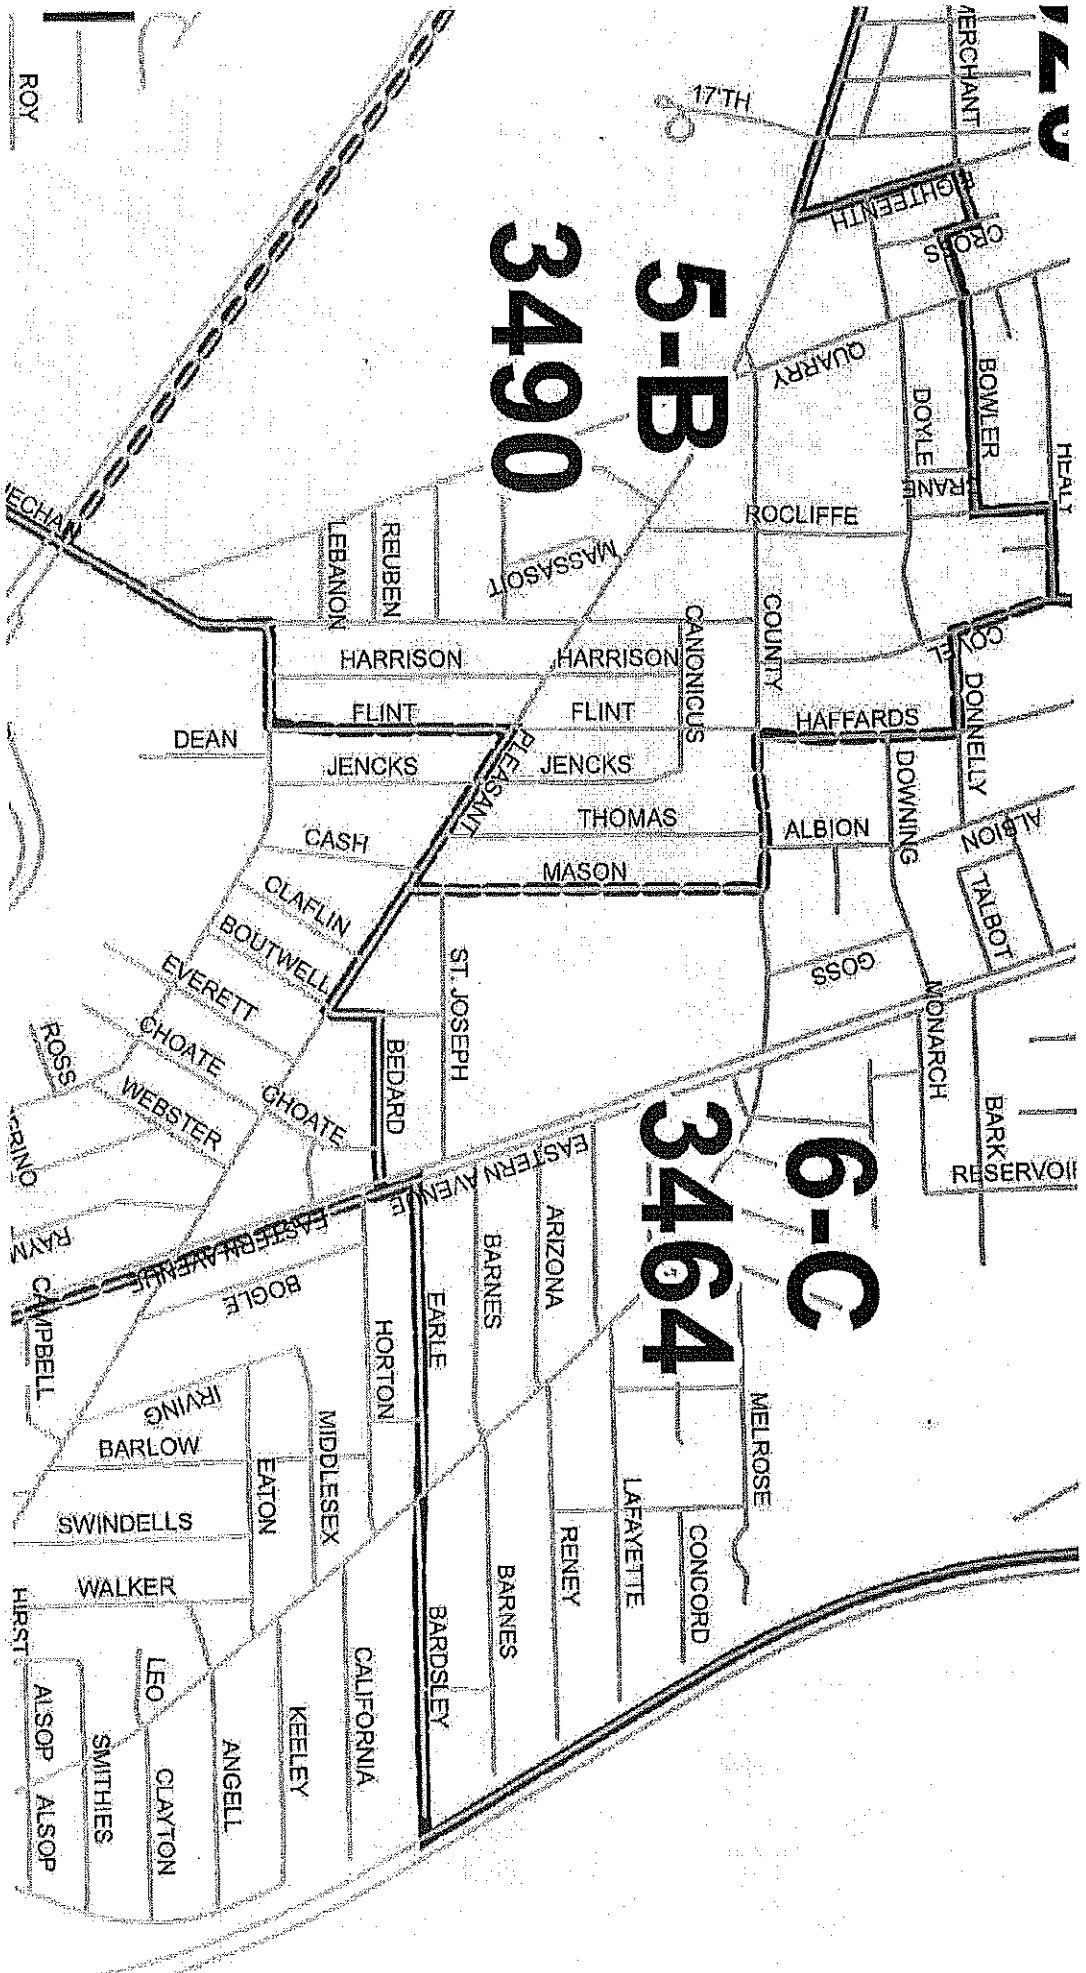 ROY
17'TH
MERCHANT
EIGHTEENTH
CROSS
5-B
3490
QUARRY
DOYLE
BOWLER
HEALY
CRANE
ROCLIFFE
MASSASOIT
REUBEN
LEBANON
HARRISON
HARRISON
CANONICUS
COUNTY
COVEL
DONNELLY
FLINT
FLINT
HAFFARDS
DEAN
JENCKS
JENCKS
PLEASANT
DOWNING
THOMAS
ALBION
ALBION
CASH
MASON
TALBOT
CLAFLIN
BOUTWELL
EVERETT
ST. JOSEPH
GOSS
MONARCH
CHOATE
CHOATE
ROSS
WEBSTER
BEDARD
BARK
RESERVOIR
EASTERN AVENUE
EASTERN AVENUE
6-C
3464
RAYM
BOGLE
CAMPBELL
HORTON
EARLE
BARNES
ARIZONA
IRVING
BARLOW
EATON
MIDDLESEX
MELROSE
SWINDELLS
WALKER
LAFAYETTE
RENEY
CONCORD
BARNES
BARDSLEY
CALIFORNIA
HIRST
LEO
ALSOP
ALSOP
SMITHIES
CLAYTON
ANGELL
KEELEY